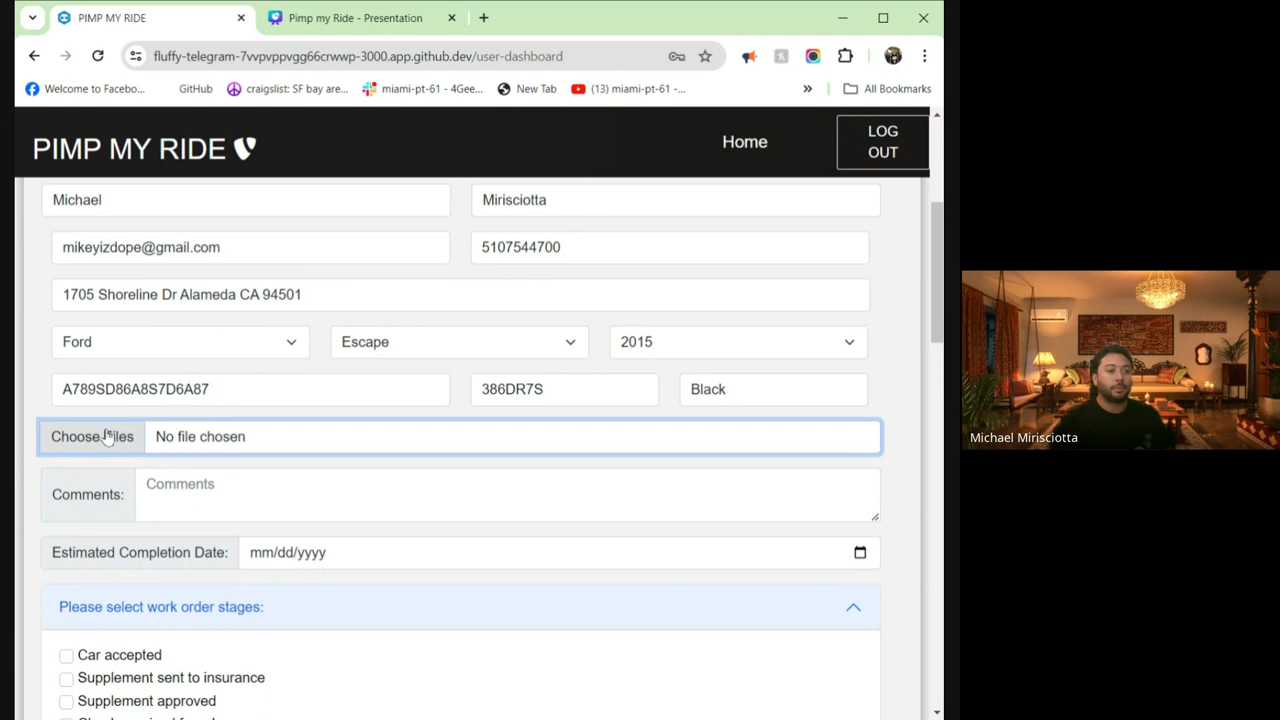 PIMP MY RIDE
Pimp my Ride - Presentation
fluffy-telegram-7vvpvppvgg66crwwp-3000.app.github.dev/user-dashboard
Welcome to Facebo...
GitHub
craigslist: SF bay are...
miami-pt-61 - 4Gee...
New Tab
(13) miami-pt-61 -...
All Bookmarks
PIMP MY RIDE
Home
LOG
OUT
Michael
Mirisciotta
mikeyizdope@gmail.com
5107544700
1705 Shoreline Dr Alameda CA 94501
Ford
Escape
2015
A789SD86A8S7D6A87
386DR7S
Black
Choose Files
No file chosen
Comments:
Comments
Estimated Completion Date:
mm/dd/yyyy
Please select work order stages:
Car accepted
Supplement sent to insurance
Supplement approved
Michael Mirisciotta